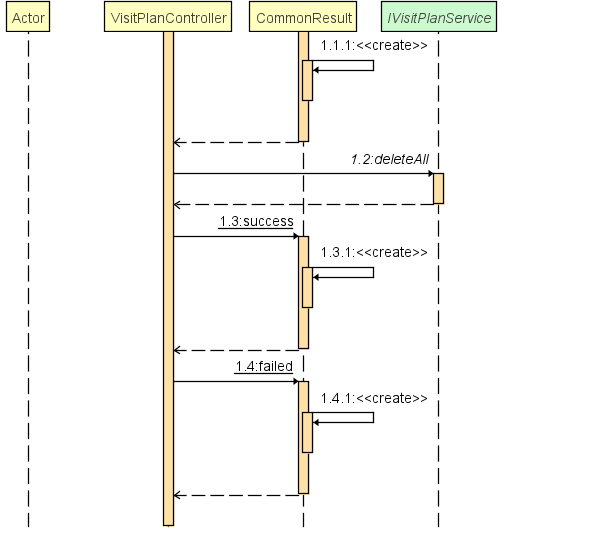 Actor
VisitPlanController
CommonResult
IVisitPlanService
1.1.1:<<create>>
1.2:deleteAll
1.3:success
1.3.1:<<create>>
1.4:failed
1.4.1:<<create>>